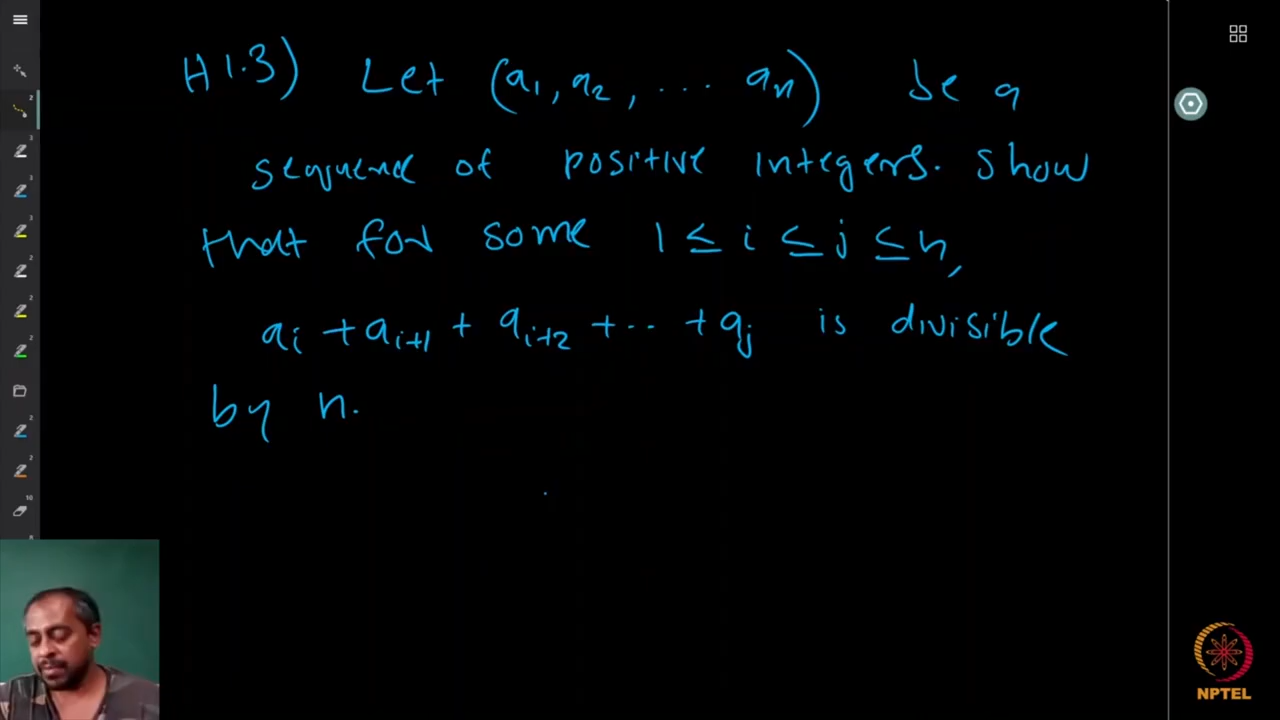 H1.3) Let (a₁, a₂, ... aₙ) be a
sequence of positive integers. Show
that for some 1 ≤ i ≤ j ≤ n,
aᵢ + aᵢ₊₁ + aᵢ₊₂ + .. + aⱼ is divisible
by n.
NPTEL